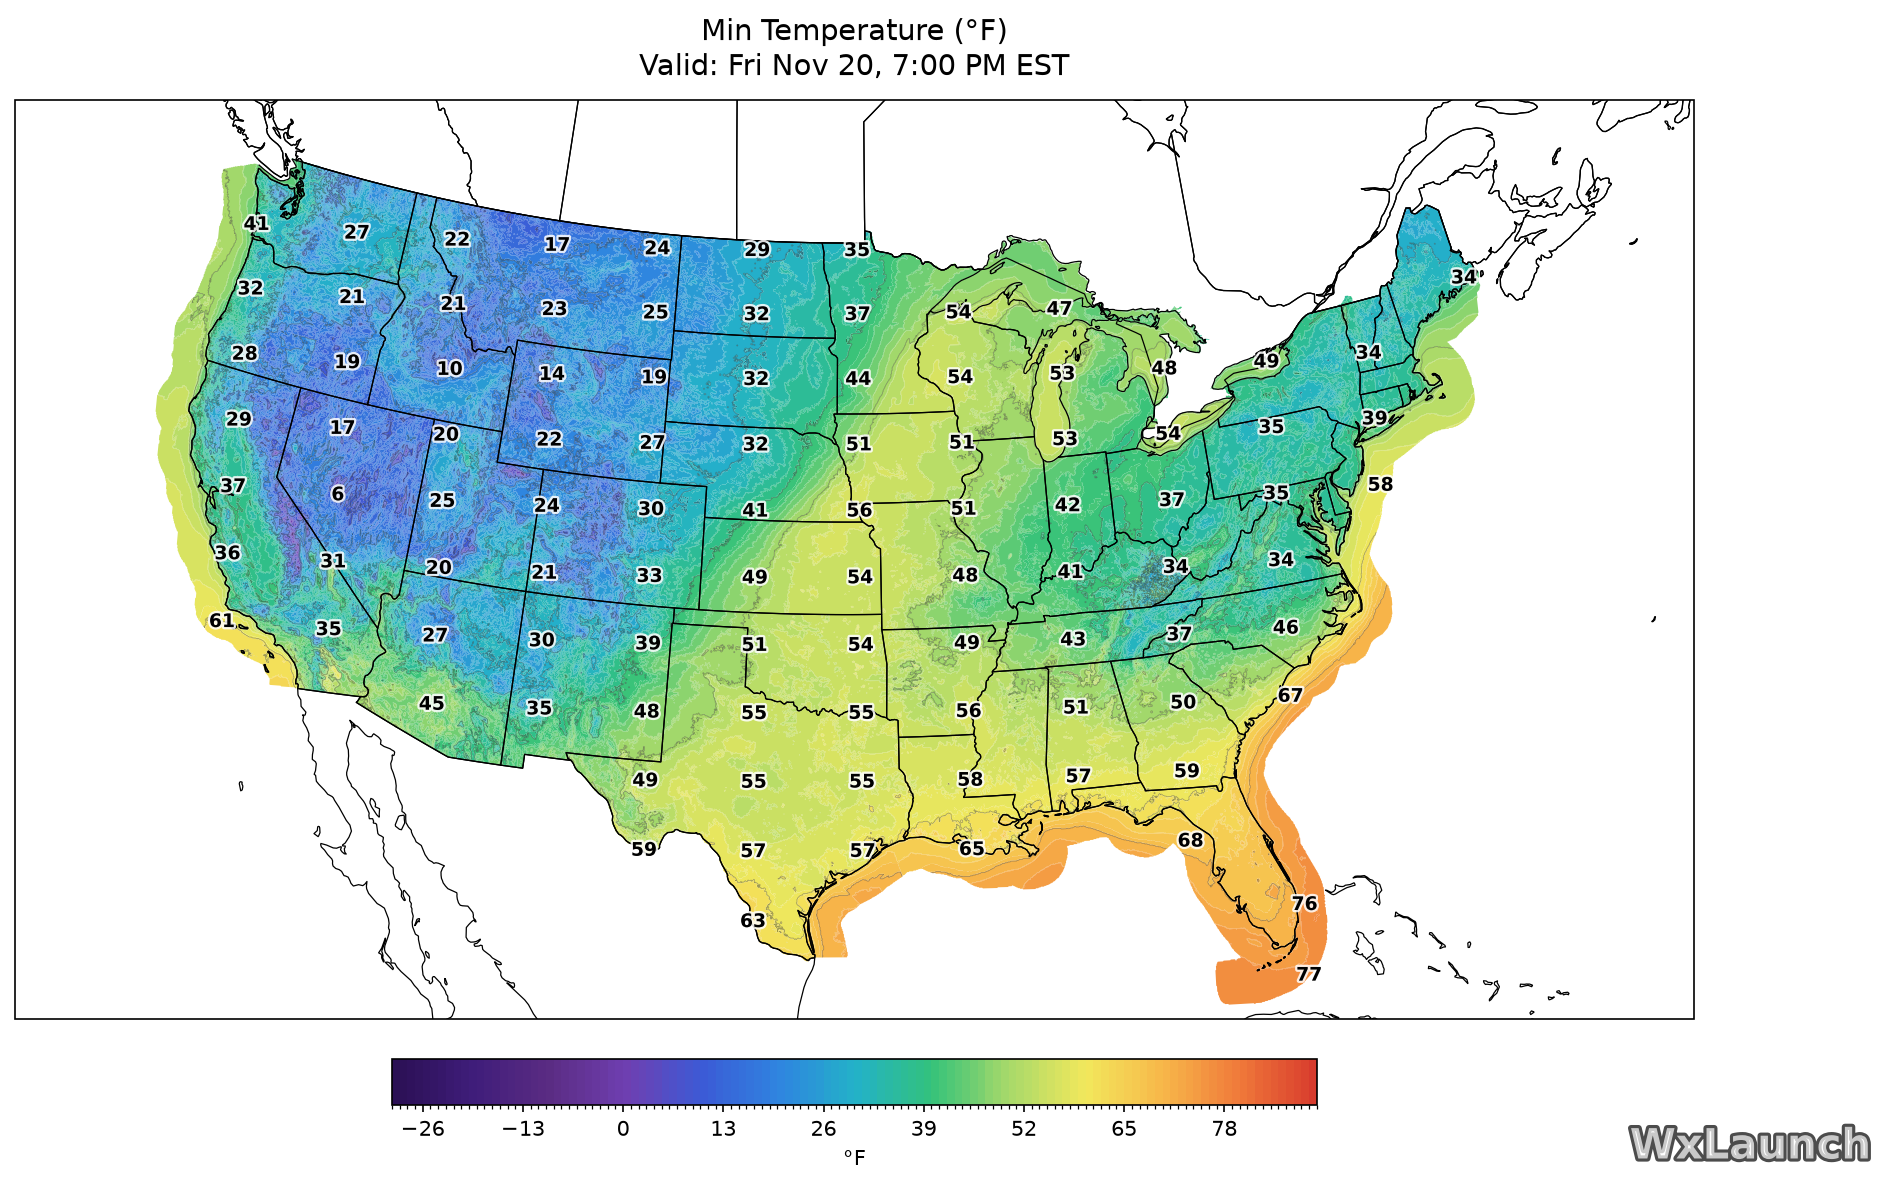 Min Temperature (°F)
Valid: Fri Nov 20, 7:00 PM EST
41 27 22 17 24 29 35
34
32 21 21 23 25 32 37 54 47
28 19 10 14 19 32 44 54 53 48 49 34
29 17 20 22 27 32 51 51 53 54 35 39
37 6 25 24 30 41 56 51 42 37 35 58
36 31 20 21 33 49 54 48 41 34 34
61 35 27 30 39 51 54 49 43 37 46
45 35 48 55 55 56 51 50 67
49 55 55 58 57 59
59 57 57 65 68
63 76
77
−26 −13 0 13 26 39 52 65 78
°F
WxLaunch